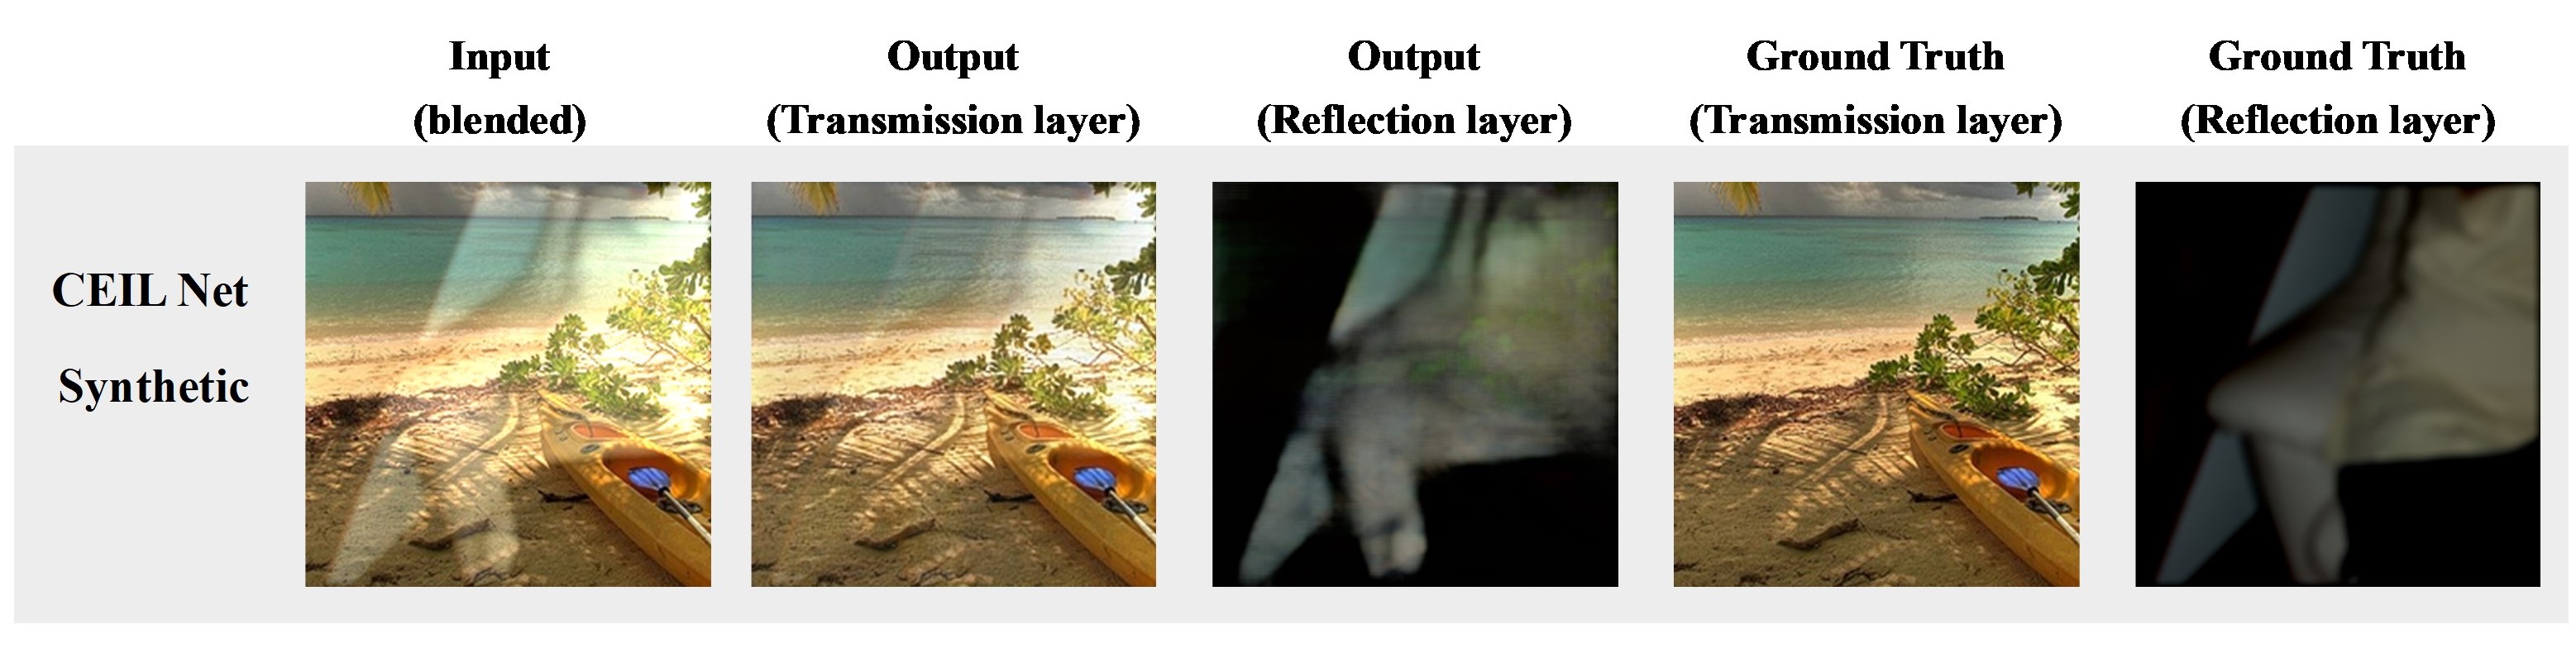 Input
(blended)
Output
(Transmission layer)
Output
(Reflection layer)
Ground Truth
(Transmission layer)
Ground Truth
(Reflection layer)
CEIL Net
Synthetic